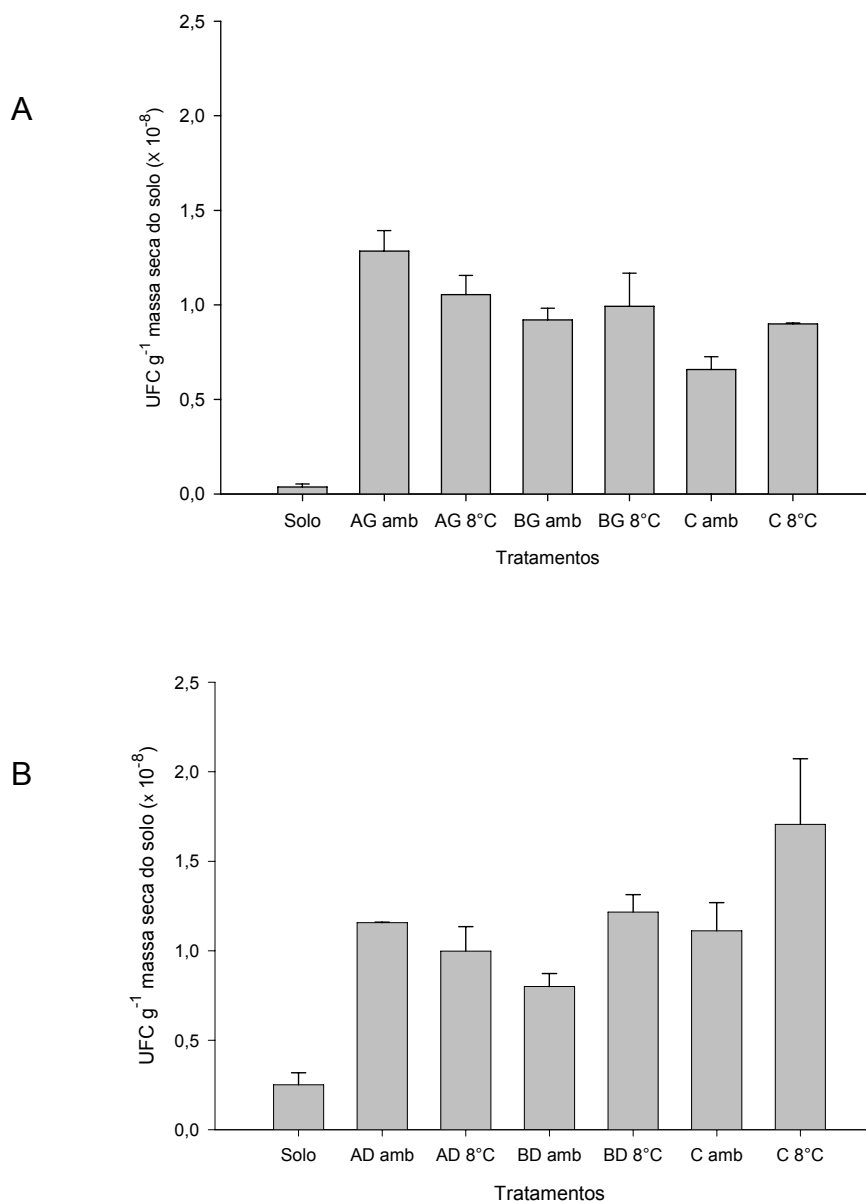 A
UFC g⁻¹ massa seca do solo (x 10⁻⁸)
2,5
2,0
1,5
1,0
0,5
0,0
Solo AG amb AG 8°C BG amb BG 8°C C amb C 8°C
Tratamentos
B
UFC g⁻¹ massa seca do solo (x 10⁻⁸)
2,5
2,0
1,5
1,0
0,5
0,0
Solo AD amb AD 8°C BD amb BD 8°C C amb C 8°C
Tratamentos